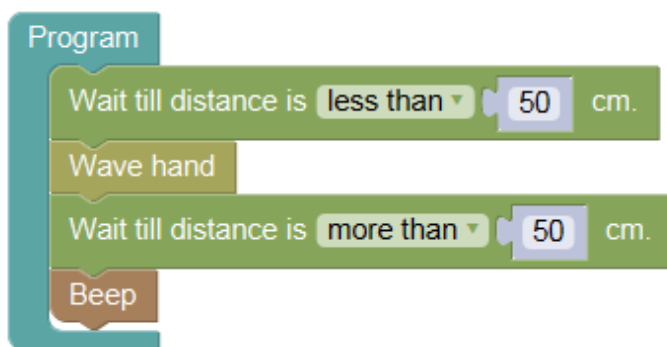 Program
Wait till distance is less than 50 cm.
Wave hand
Wait till distance is more than 50 cm.
Beep